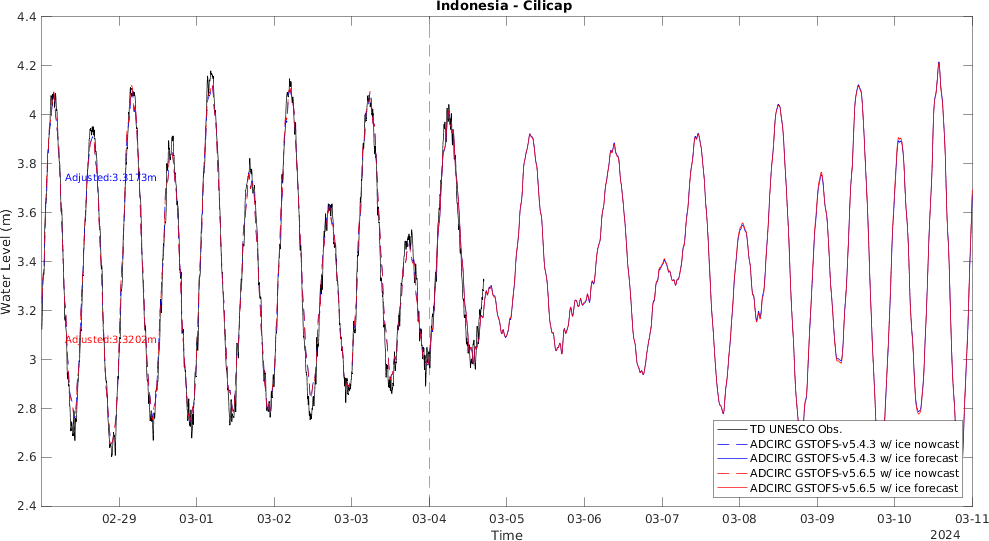 Indonesia - Cilicap
4.4
4.2
4
3.8
3.6
3.4
3.2
3
2.8
2.6
2.4
Water Level (m)
Adjusted:3.3173m
Adjusted:3.3202m
TD UNESCO Obs.
ADCIRC GSTOFS-v5.4.3 w/ ice nowcast
ADCIRC GSTOFS-v5.4.3 w/ ice forecast
ADCIRC GSTOFS-v5.6.5 w/ ice nowcast
ADCIRC GSTOFS-v5.6.5 w/ ice forecast
02-29 03-01 03-02 03-03 03-04 03-05 03-06 03-07 03-08 03-09 03-10 03-11
Time
2024